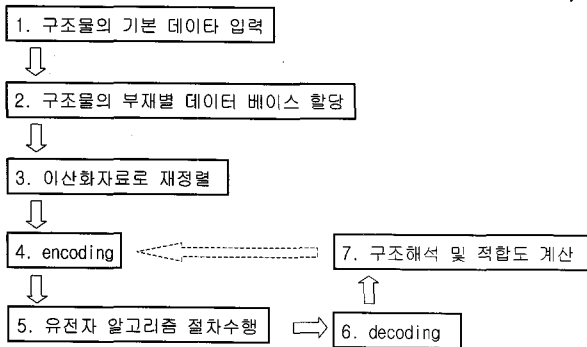 1. 구조물의 기본 데이타 입력
2. 구조물의 부재별 데이터 베이스 할당
3. 이산화자료로 재정렬
4. encoding
7. 구조해석 및 적합도 계산
5. 유전자 알고리즘 절차수행
6. decoding